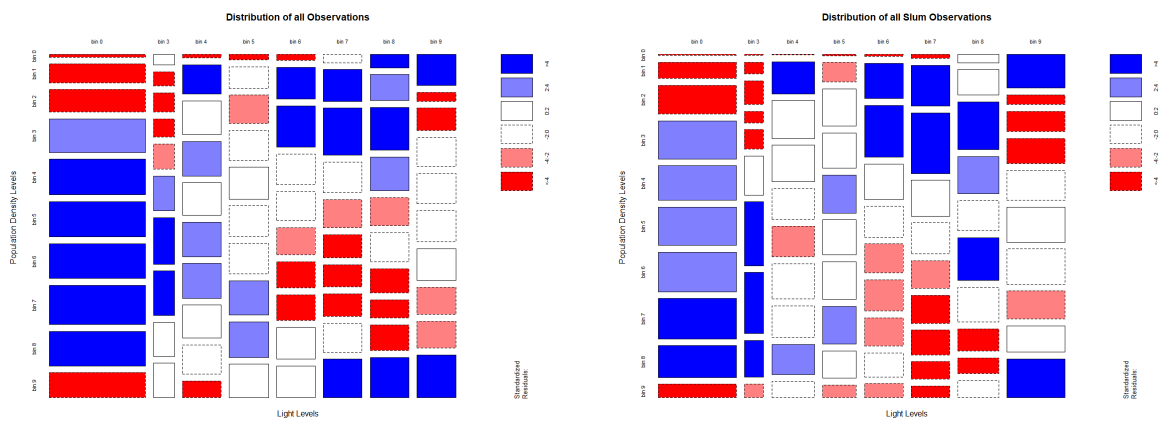 Distribution of all Observations
bin 0 bin 3 bin 4 bin 5 bin 6 bin 7 bin 8 bin 9
bin 0
bin 1
bin 2
bin 3
bin 4
bin 5
bin 6
bin 7
bin 8
bin 9
Population Density Levels
Light Levels
>4
2:4
0:2
-2:0
-4:-2
<-4
Standardized
Residuals:
Distribution of all Slum Observations
bin 0 bin 3 bin 4 bin 5 bin 6 bin 7 bin 8 bin 9
bin 0
bin 1
bin 2
bin 3
bin 4
bin 5
bin 6
bin 7
bin 8
bin 9
Population Density Levels
Light Levels
>4
2:4
0:2
-2:0
-4:-2
<-4
Standardized
Residuals: